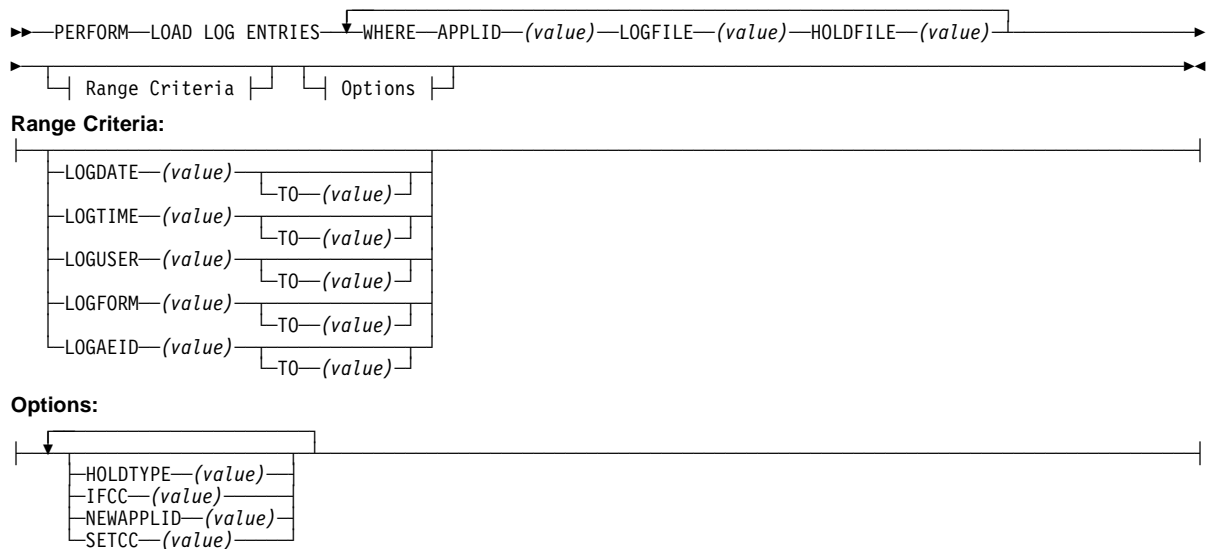 PERFORM LOAD LOG ENTRIES WHERE APPLID (value) LOGFILE (value) HOLDFILE (value)
Range Criteria Options
Range Criteria:
LOGDATE (value)
TO (value)
LOGTIME (value)
TO (value)
LOGUSER (value)
TO (value)
LOGFORM (value)
TO (value)
LOGAEID (value)
TO (value)
Options:
HOLDTYPE (value)
IFCC (value)
NEWAPPLID (value)
SETCC (value)